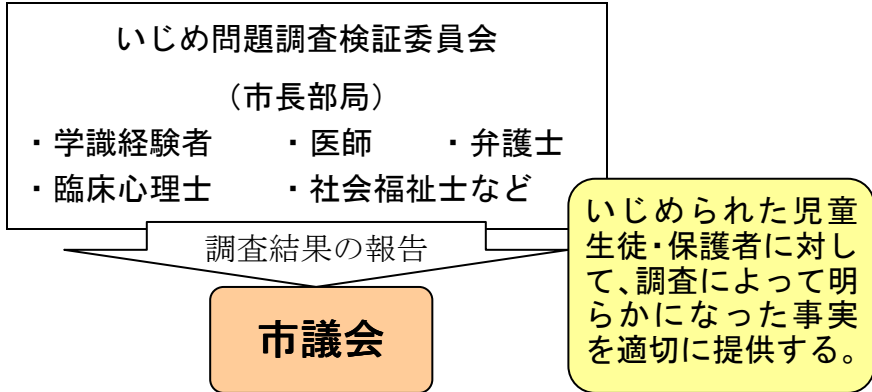 いじめ問題調査検証委員会
（市長部局）
・学識経験者　　・医師　　・弁護士
・臨床心理士　　・社会福祉士など
調査結果の報告
市議会
いじめられた児童
生徒・保護者に対し
て、調査によって明
らかになった事実
を適切に提供する。